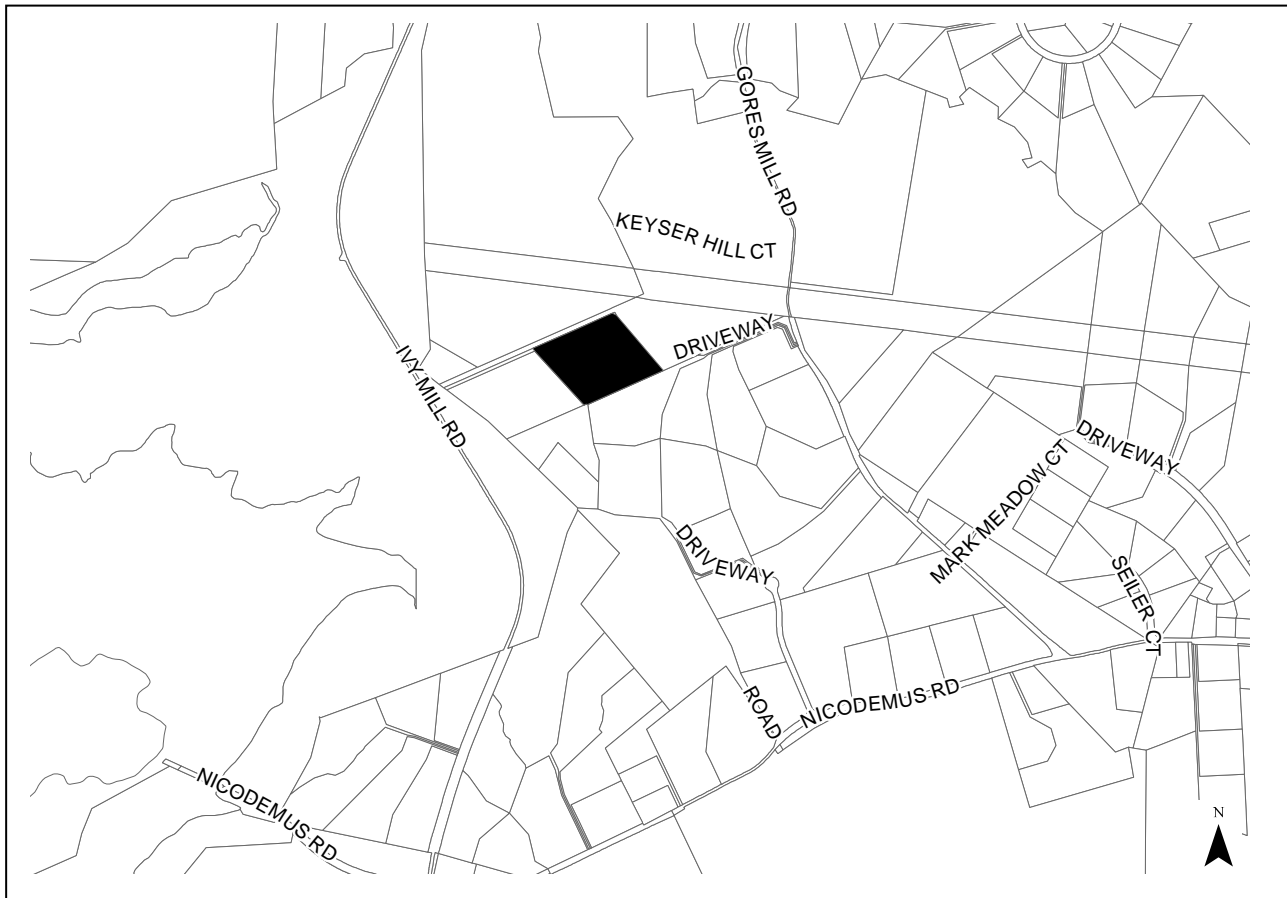 GORES MILL RD
KEYSER HILL CT
DRIVEWAY
IVY MILL RD
DRIVEWAY
MARK MEADOW CT
DRIVEWAY
SEILER CT
ROAD
NICODEMUS RD
NICODEMUS RD
N